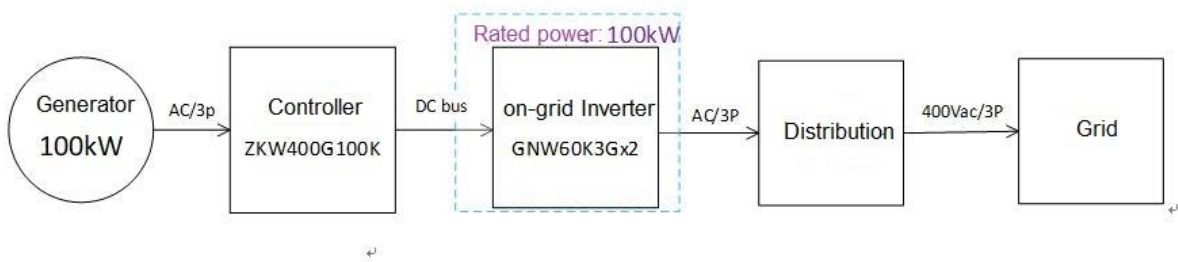 Rated power: 100kW
Generator
100kW
AC/3p
Controller
ZKW400G100K
DC bus
on-grid Inverter
GNW60K3Gx2
AC/3P
Distribution
400Vac/3P
Grid